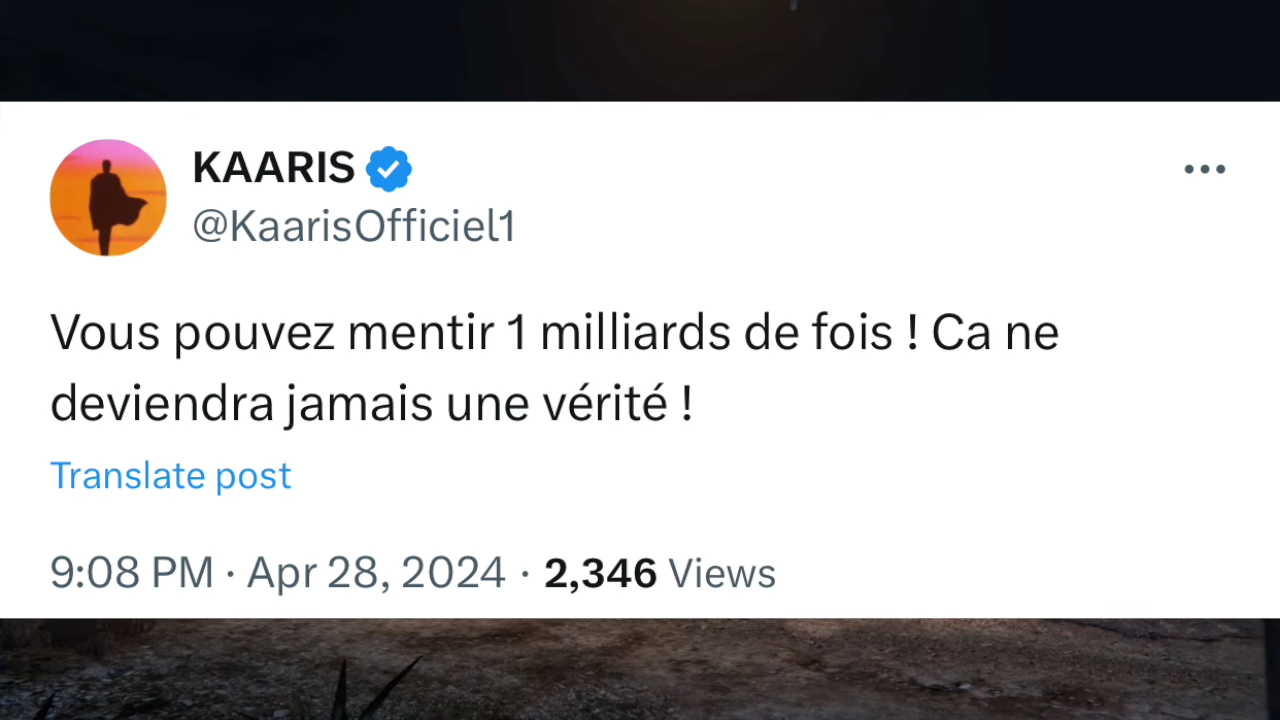 KAARIS
@KaarisOfficiel1
Vous pouvez mentir 1 milliards de fois ! Ca ne
deviendra jamais une vérité !
Translate post
9:08 PM · Apr 28, 2024 · 2,346 Views